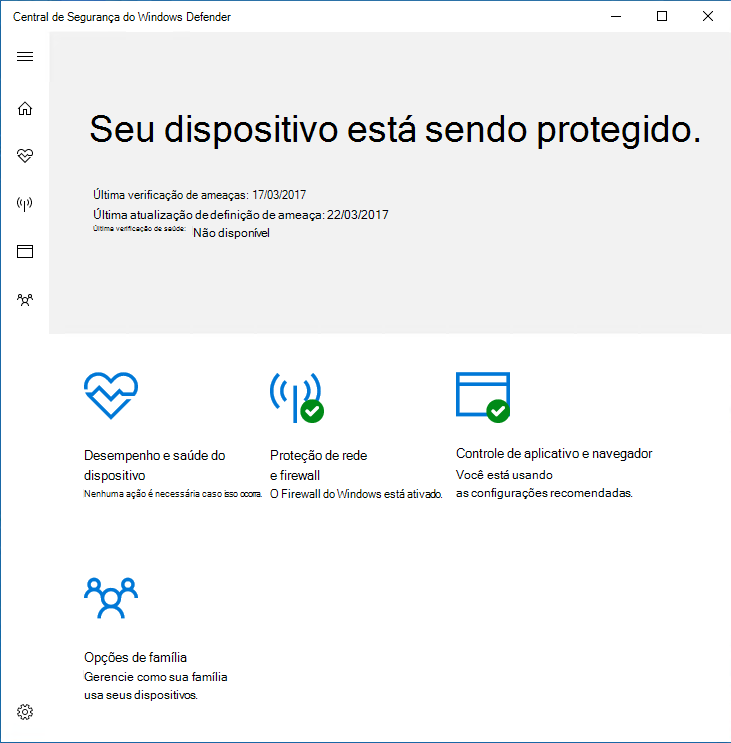 Central de Segurança do Windows Defender
Seu dispositivo está sendo protegido.
Última verificação de ameaças: 17/03/2017
Última atualização de definição de ameaça: 22/03/2017
Última verificação de saúde: Não disponível
Desempenho e saúde do
dispositivo
Nenhuma ação é necessária caso isso ocorra.
Proteção de rede
e firewall
O Firewall do Windows está ativado.
Controle de aplicativo e navegador
Você está usando
as configurações recomendadas.
Opções de família
Gerencie como sua família
usa seus dispositivos.